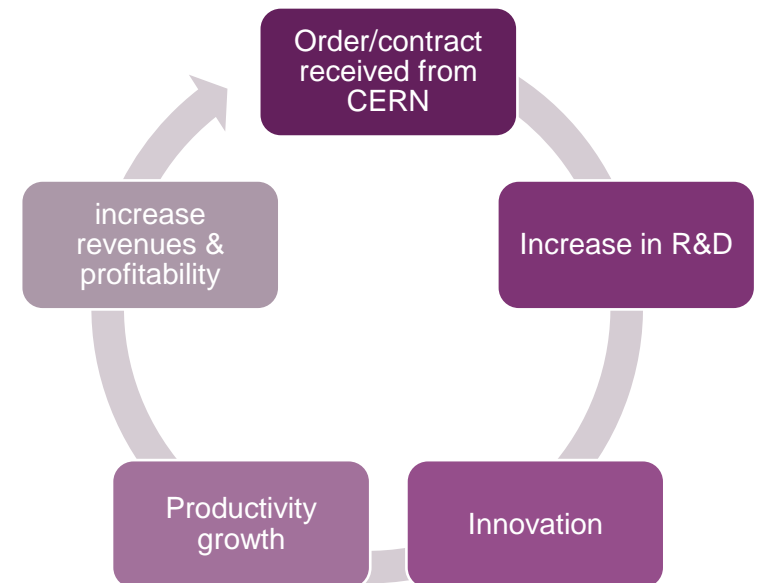 Order/contract
received from
CERN
Increase in R&D
Innovation
Productivity
growth
increase
revenues &
profitability